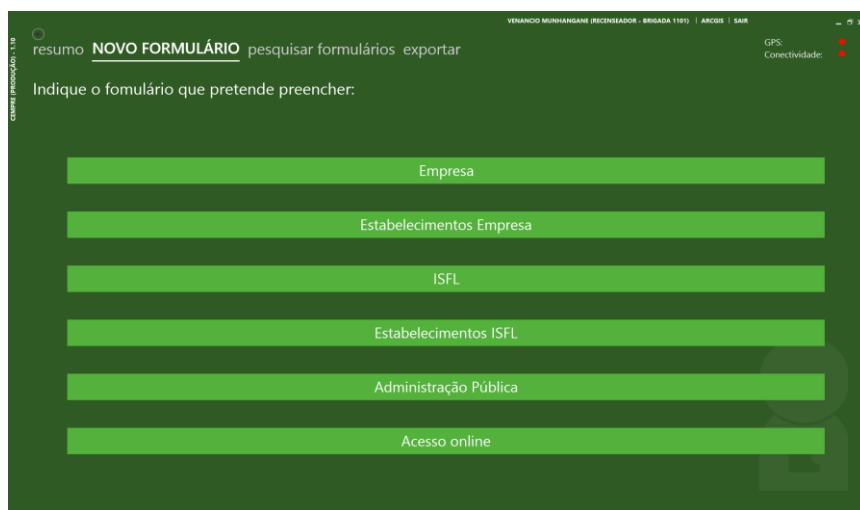 VENANCIO MUNHANGANE (RECENSEADOR - BRIGADA 1101) | ARCGIS | SAIR
CEMPRE (PRODUÇÃO) - 1.10
resumo NOVO FORMULÁRIO pesquisar formulários exportar
GPS:
Conectividade:
Indique o fomulário que pretende preencher:
Empresa
Estabelecimentos Empresa
ISFL
Estabelecimentos ISFL
Administração Pública
Acesso online